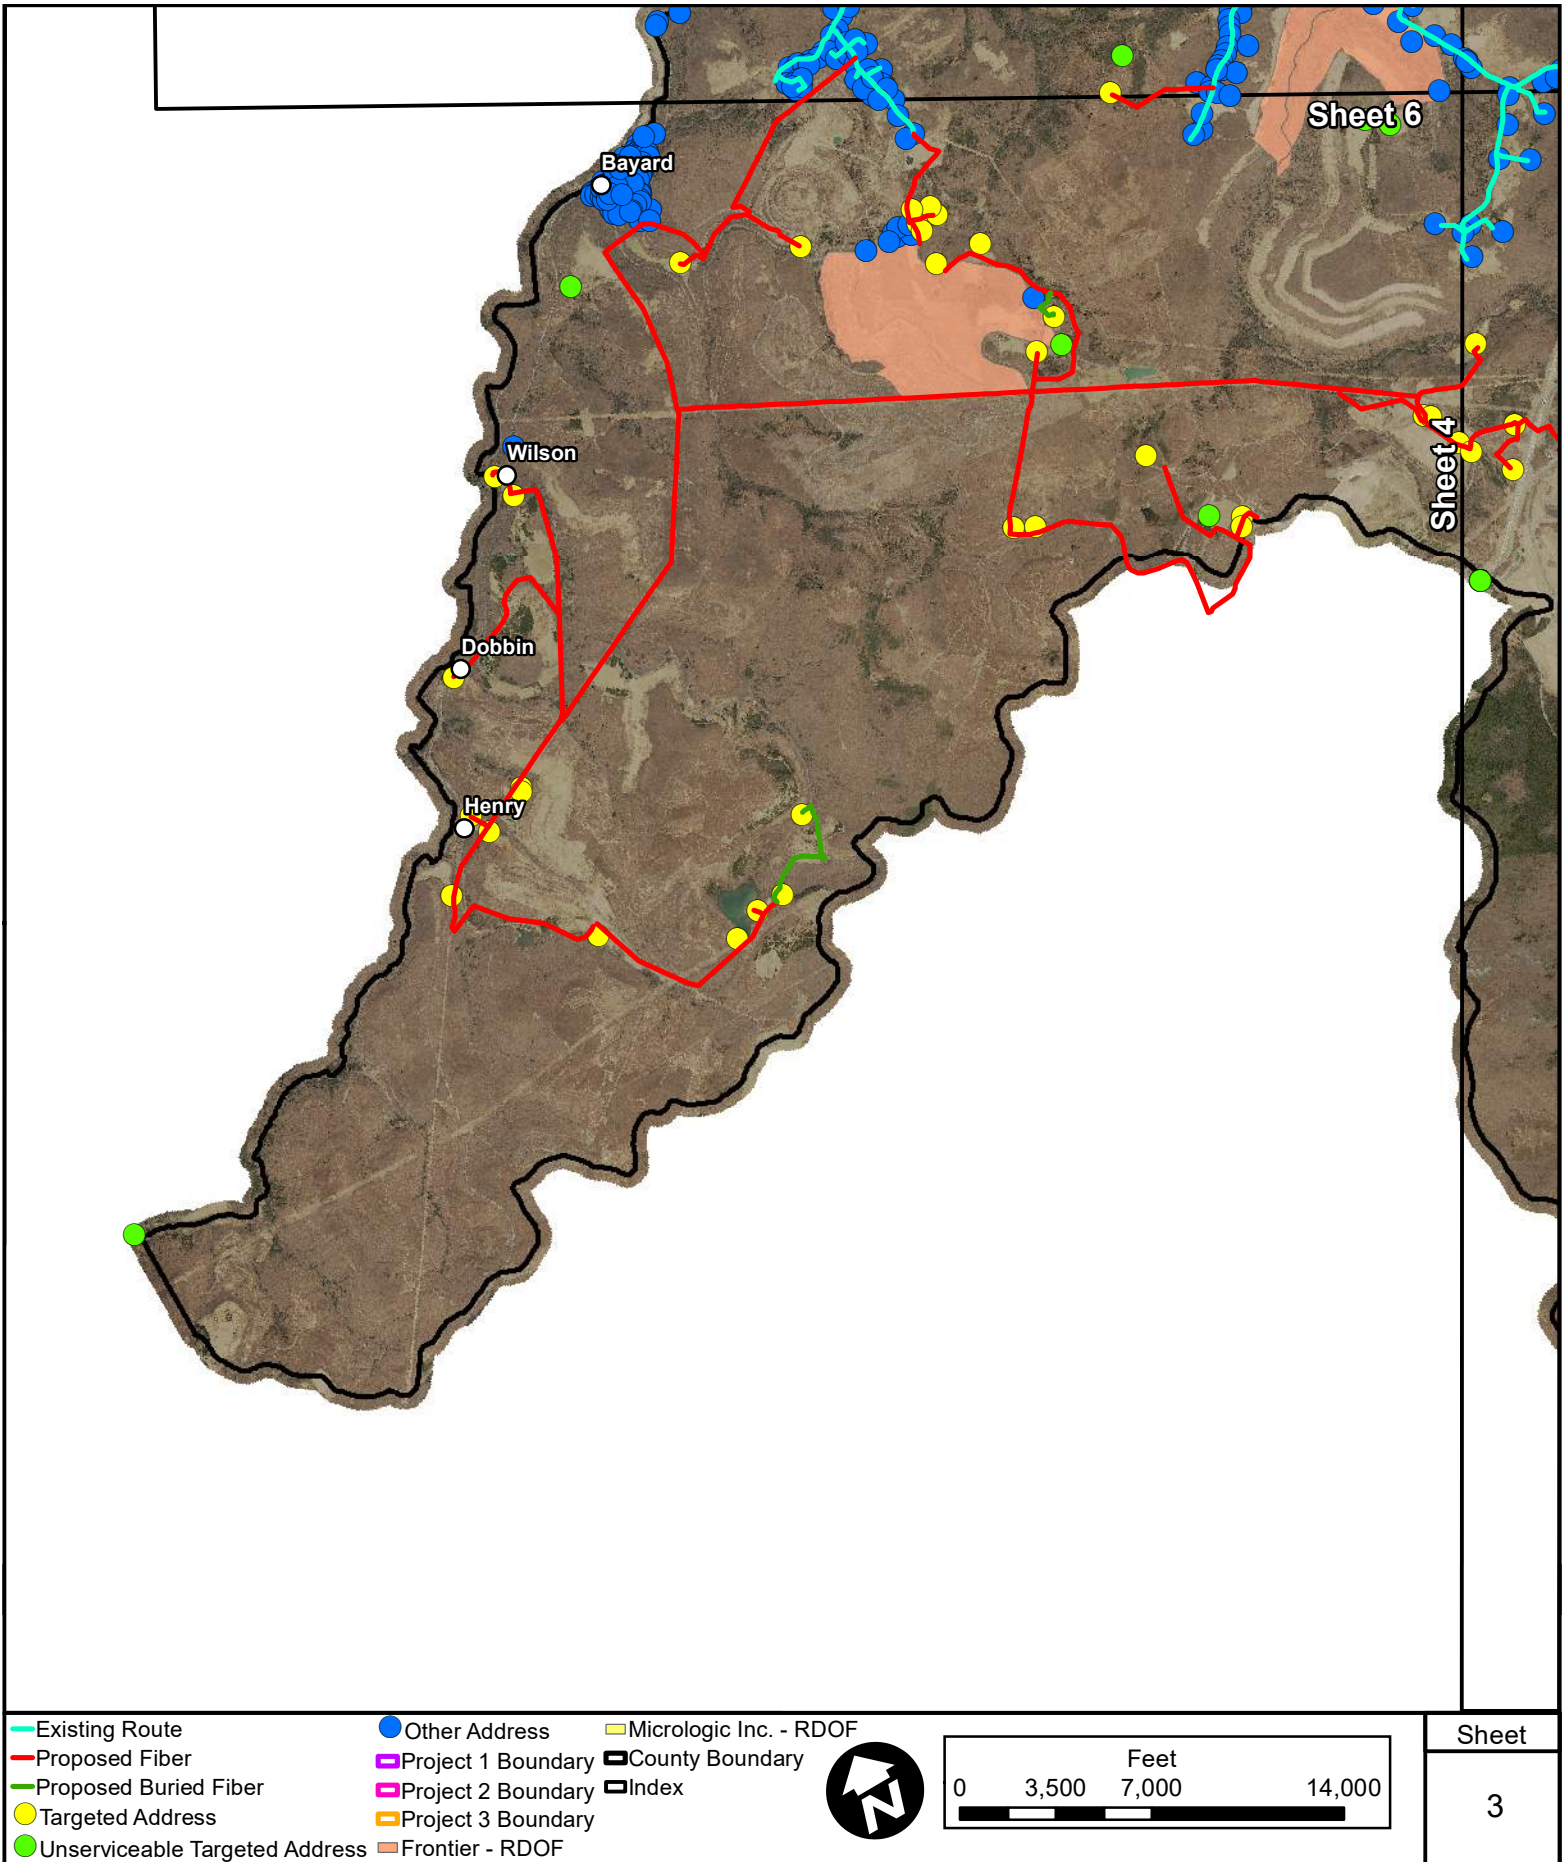 Sheet 6
Bayard
Wilson
Sheet 4
Dobbin
Henry
Existing Route
Proposed Fiber
Proposed Buried Fiber
Targeted Address
Unserviceable Targeted Address
Other Address
Project 1 Boundary
Project 2 Boundary
Project 3 Boundary
Frontier - RDOF
Micrologic Inc. - RDOF
County Boundary
Index
N
Feet
0 3,500 7,000 14,000
Sheet
3